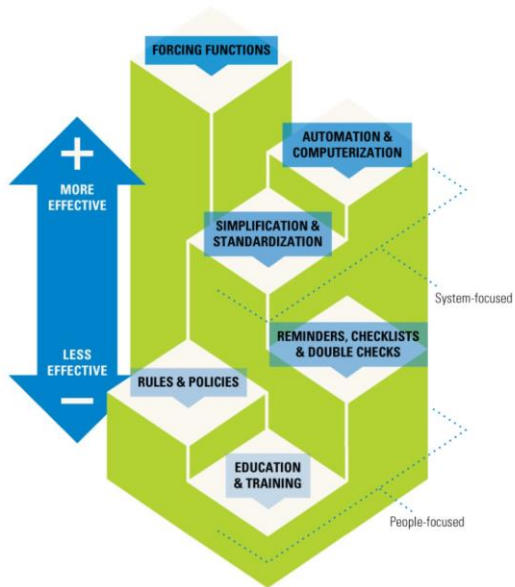 FORCING FUNCTIONS
AUTOMATION &
COMPUTERIZATION
+
MORE
EFFECTIVE
SIMPLIFICATION &
STANDARDIZATION
System-focused
REMINDERS, CHECKLISTS
& DOUBLE CHECKS
LESS
EFFECTIVE
−
RULES & POLICIES
EDUCATION
& TRAINING
People-focused